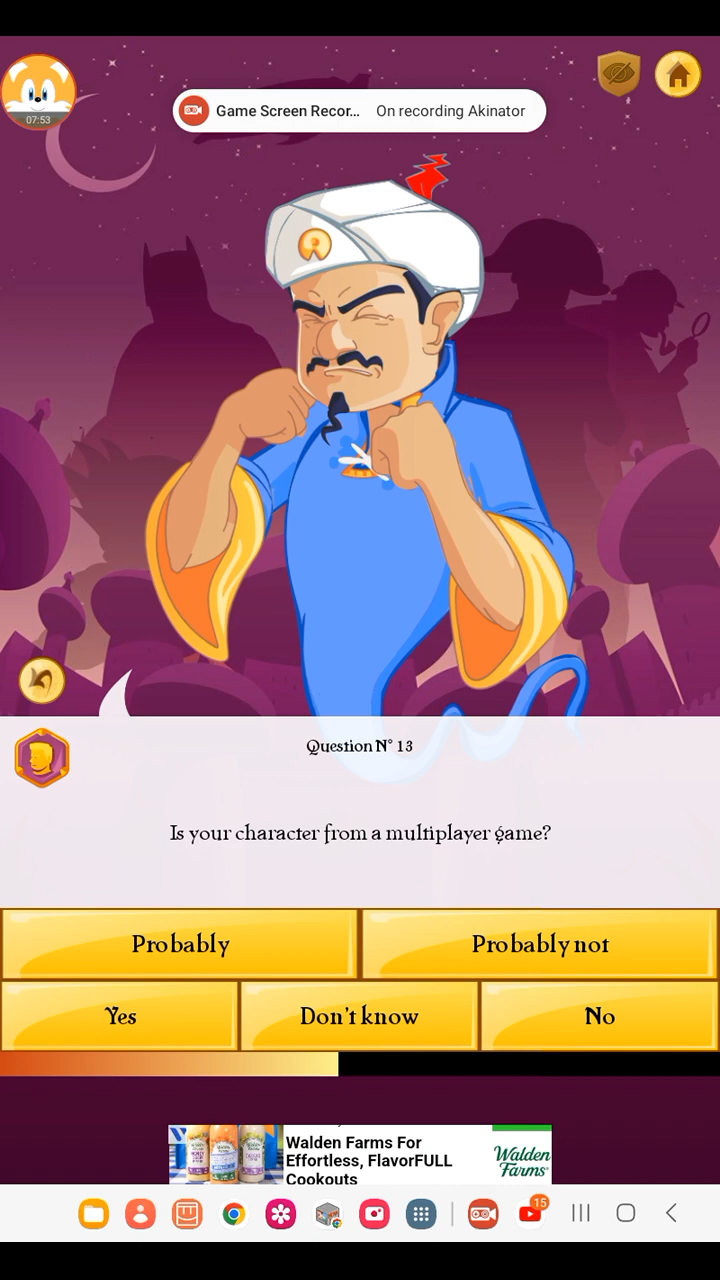 07:53
Game Screen Recor... On recording Akinator
Question N° 13
Is your character from a multiplayer game?
Probably
Probably not
Yes
Don't know
No
Walden Farms For
Effortless, FlavorFULL
Cookouts
Walden
Farms
15